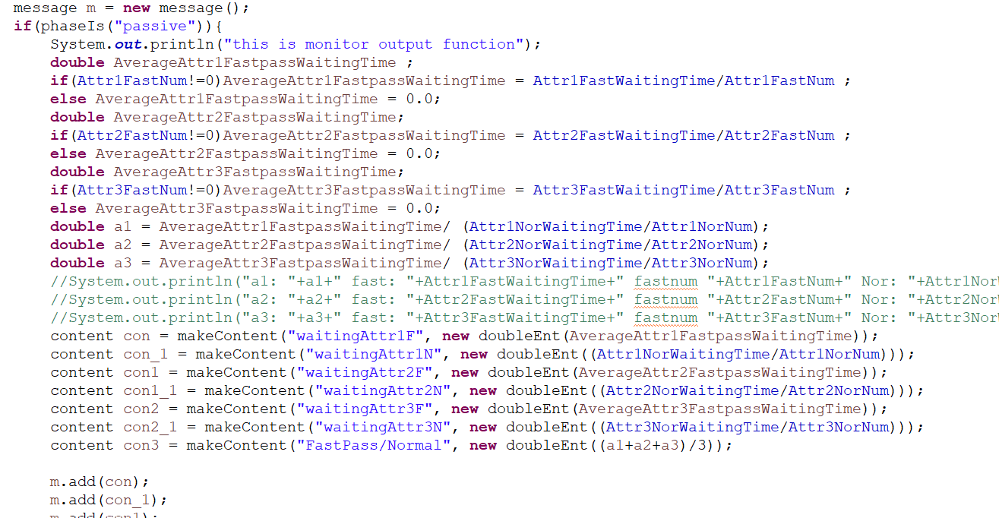 message m = new message();
if(phaseIs("passive")){
System.out.println("this is monitor output function");
double AverageAttr1FastpassWaitingTime ;
if(Attr1FastNum!=0)AverageAttr1FastpassWaitingTime = Attr1FastWaitingTime/Attr1FastNum ;
else AverageAttr1FastpassWaitingTime = 0.0;
double AverageAttr2FastpassWaitingTime;
if(Attr2FastNum!=0)AverageAttr2FastpassWaitingTime = Attr2FastWaitingTime/Attr2FastNum ;
else AverageAttr2FastpassWaitingTime = 0.0;
double AverageAttr3FastpassWaitingTime;
if(Attr3FastNum!=0)AverageAttr3FastpassWaitingTime = Attr3FastWaitingTime/Attr3FastNum ;
else AverageAttr3FastpassWaitingTime = 0.0;
double a1 = AverageAttr1FastpassWaitingTime/ (Attr1NorWaitingTime/Attr1NorNum);
double a2 = AverageAttr2FastpassWaitingTime/ (Attr2NorWaitingTime/Attr2NorNum);
double a3 = AverageAttr3FastpassWaitingTime/ (Attr3NorWaitingTime/Attr3NorNum);
//System.out.println("a1: "+a1+" fast: "+Attr1FastWaitingTime+" fastnum "+Attr1FastNum+" Nor: "+Attr1Nor
//System.out.println("a2: "+a2+" fast: "+Attr2FastWaitingTime+" fastnum "+Attr2FastNum+" Nor: "+Attr2Nor
//System.out.println("a3: "+a3+" fast: "+Attr3FastWaitingTime+" fastnum "+Attr3FastNum+" Nor: "+Attr3Nor
content con = makeContent("waitingAttr1F", new doubleEnt(AverageAttr1FastpassWaitingTime));
content con_1 = makeContent("waitingAttr1N", new doubleEnt((Attr1NorWaitingTime/Attr1NorNum)));
content con1 = makeContent("waitingAttr2F", new doubleEnt(AverageAttr2FastpassWaitingTime));
content con1_1 = makeContent("waitingAttr2N", new doubleEnt((Attr2NorWaitingTime/Attr2NorNum)));
content con2 = makeContent("waitingAttr3F", new doubleEnt(AverageAttr3FastpassWaitingTime));
content con2_1 = makeContent("waitingAttr3N", new doubleEnt((Attr3NorWaitingTime/Attr3NorNum)));
content con3 = makeContent("FastPass/Normal", new doubleEnt((a1+a2+a3)/3));
m.add(con);
m.add(con_1);
m.add(con1);